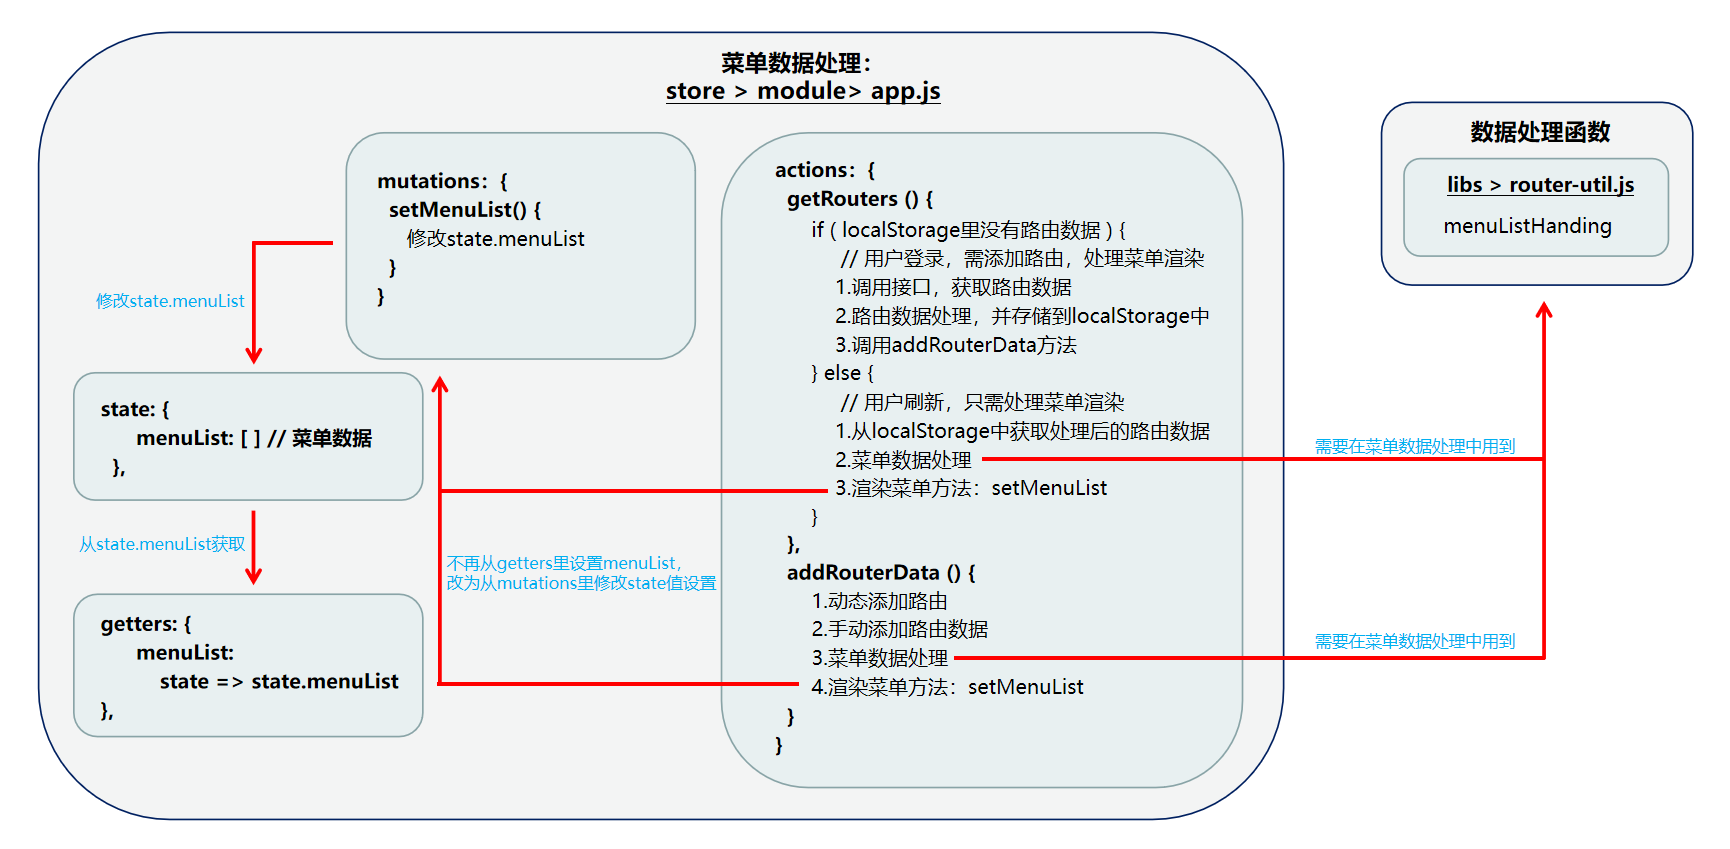 菜单数据处理：
store > module> app.js
mutations：{
setMenuList() {
修改state.menuList
}
}
修改state.menuList
state: {
menuList: [ ] // 菜单数据
},
从state.menuList获取
getters: {
menuList:
state => state.menuList
},
不再从getters里设置menuList，
改为从mutations里修改state值设置
actions：{
getRouters () {
if ( localStorage里没有路由数据 ) {
// 用户登录，需添加路由，处理菜单渲染
1.调用接口，获取路由数据
2.路由数据处理，并存储到localStorage中
3.调用addRouterData方法
} else {
// 用户刷新，只需处理菜单渲染
1.从localStorage中获取处理后的路由数据
2.菜单数据处理
3.渲染菜单方法：setMenuList
}
},
addRouterData () {
1.动态添加路由
2.手动添加路由数据
3.菜单数据处理
4.渲染菜单方法：setMenuList
}
}
需要在菜单数据处理中用到
需要在菜单数据处理中用到
数据处理函数
libs > router-util.js
menuListHanding